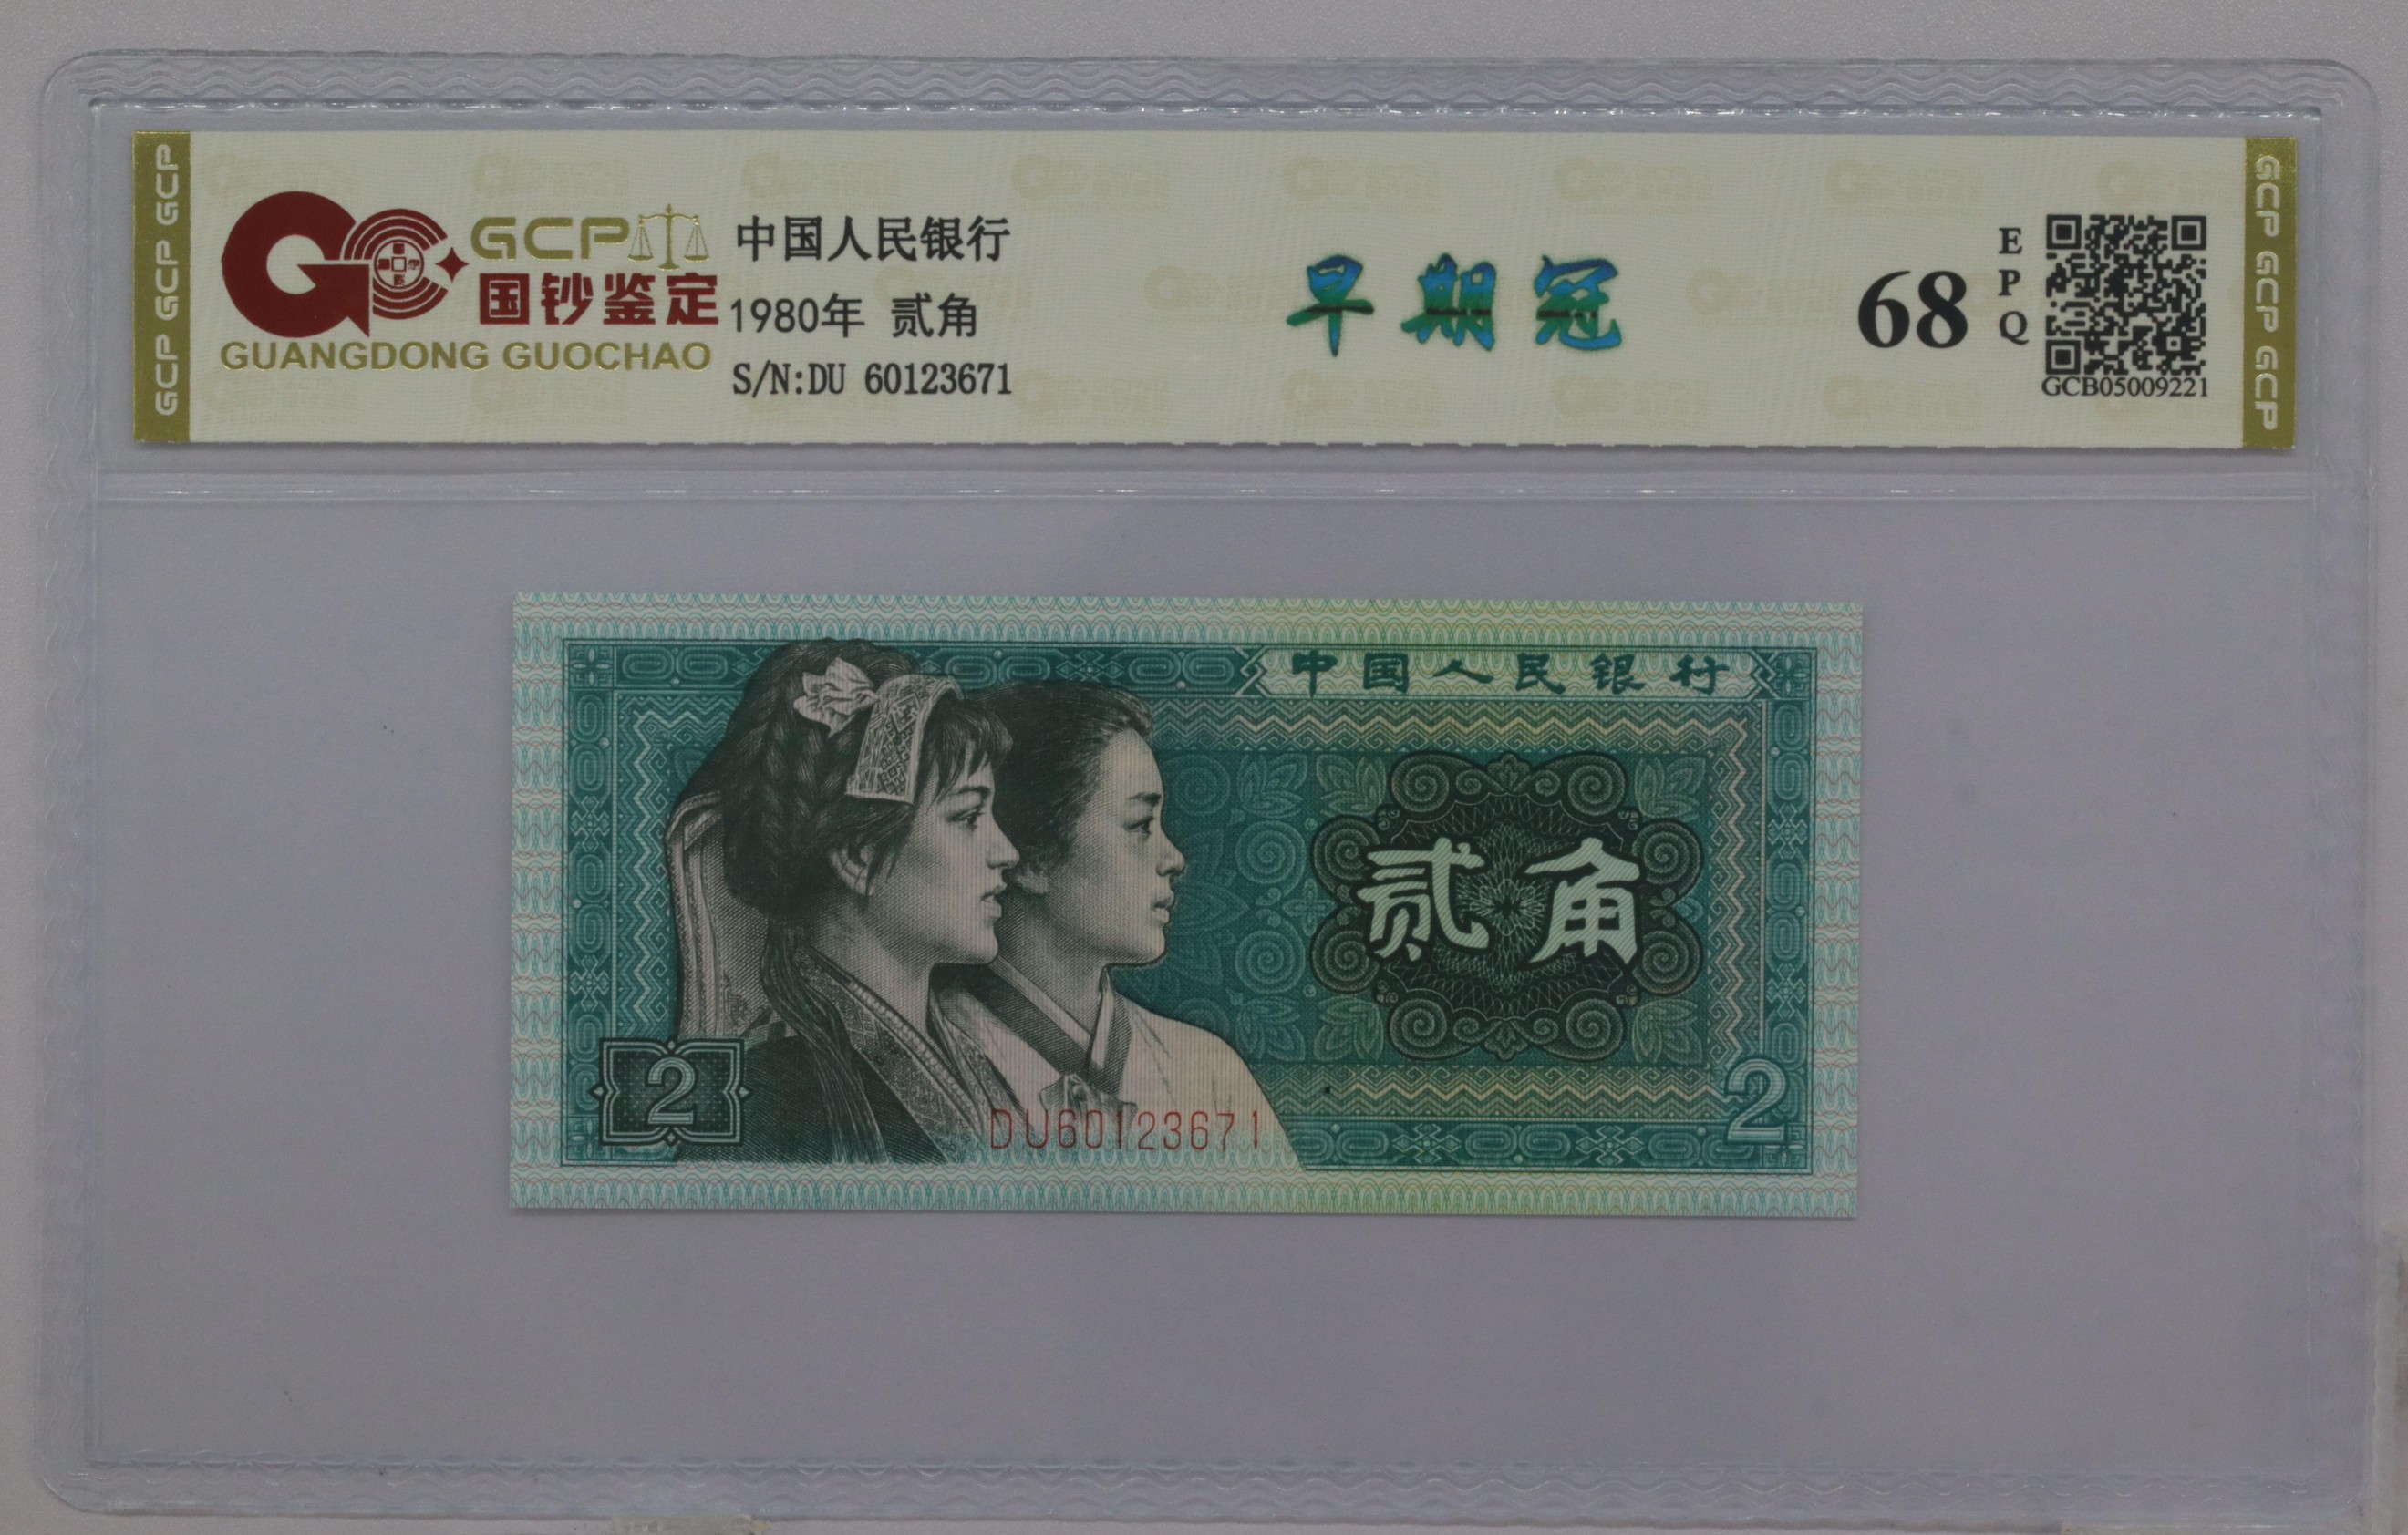 GCP GCP GCP
GCP
国钞鉴定
GUANGDONG GUOCHAO
中国人民银行
1980年 贰角
S/N:DU 60123671
早期冠
68
EPQ
GCB05009221
GCP GCP GCP
中国人民银行
贰角
2
DU60123671
2